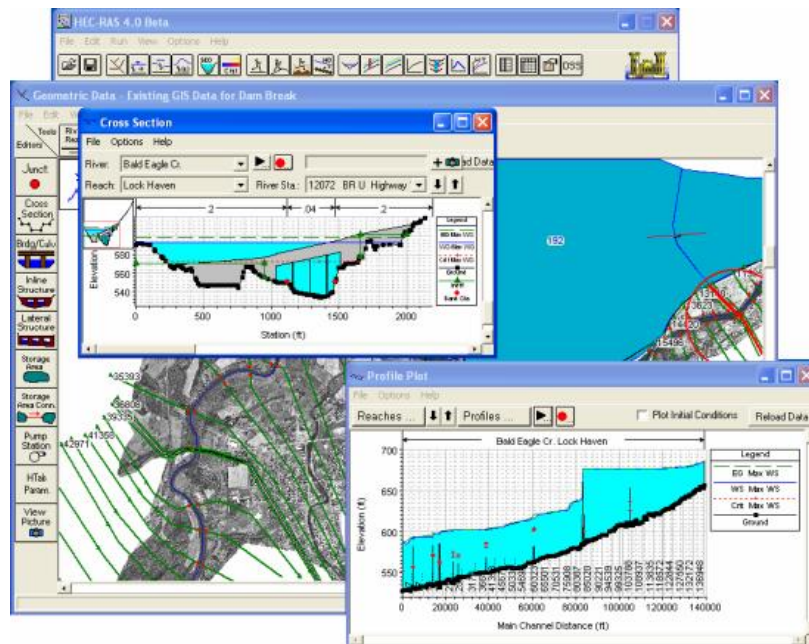 HEC-RAS 4.0 Beta
File Edit Run View Options Help
DSS
Geometric Data - Existing GIS Data for Dam Break
File Edit
Tools
Editors
Junct.
Cross
Section
Brdg/Culv
Inline
Structure
Lateral
Structure
Storage
Area
Storage
Area Conn.
Pump
Station
HTab
Param.
View
Picture
Cross Section
File Options Help
River: Bald Eagle Cr.
Reach: Lock Haven River Sta.: 12072 BR U Highway
.2 .04 .2
Legend
EG Max WS
WS Max WS
Crit Max WS
Ground
Bank Sta
Elevation
580
560
540
0 500 1000 1500 2000
Station (ft)
192
15496
35393
36808
39335
41358
42971
Profile Plot
File Options Help
Reaches ... Profiles ... Plot Initial Conditions Reload Data
Bald Eagle Cr. Lock Haven
Legend
EG Max WS
WS Max WS
Crit Max WS
Ground
Elevation (ft)
700
650
600
550
0 20000 40000 60000 80000 100000 120000 140000
Main Channel Distance (ft)